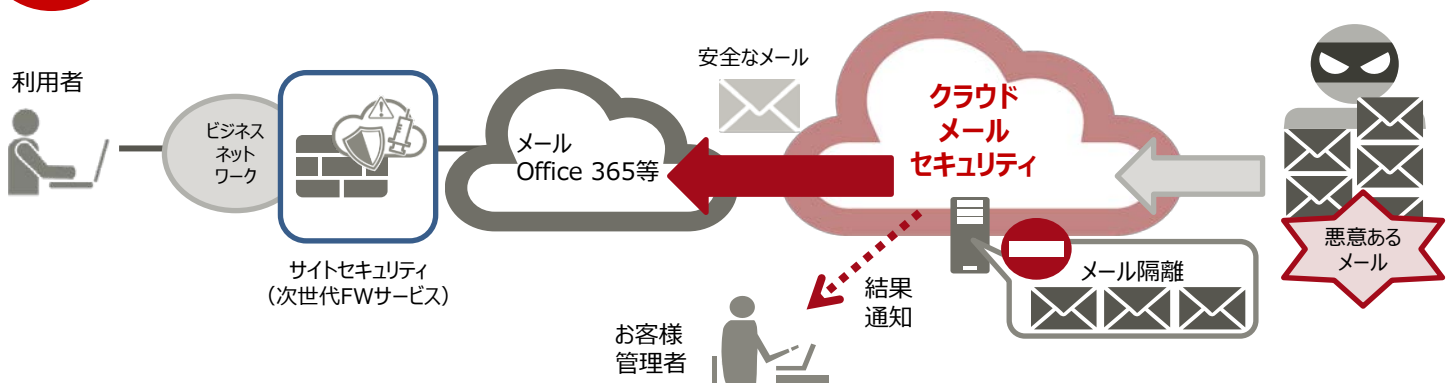 利用者
ビジネス
ネット
ワーク
サイトセキュリティ
（次世代FWサービス）
メール
Office 365等
安全なメール
クラウド
メール
セキュリティ
結果
通知
お客様
管理者
メール隔離
悪意ある
メール